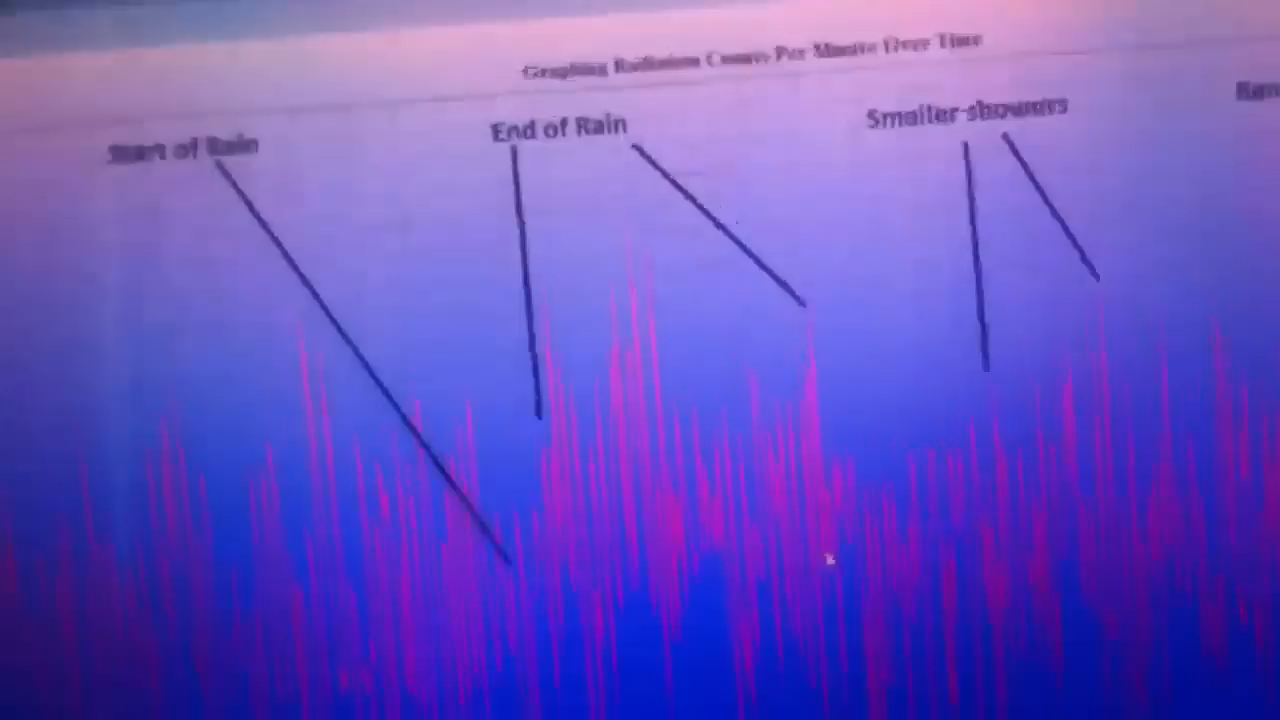 Graphing Radiation Counts Per Minute Over Time
Start of Rain
End of Rain
Smaller showers